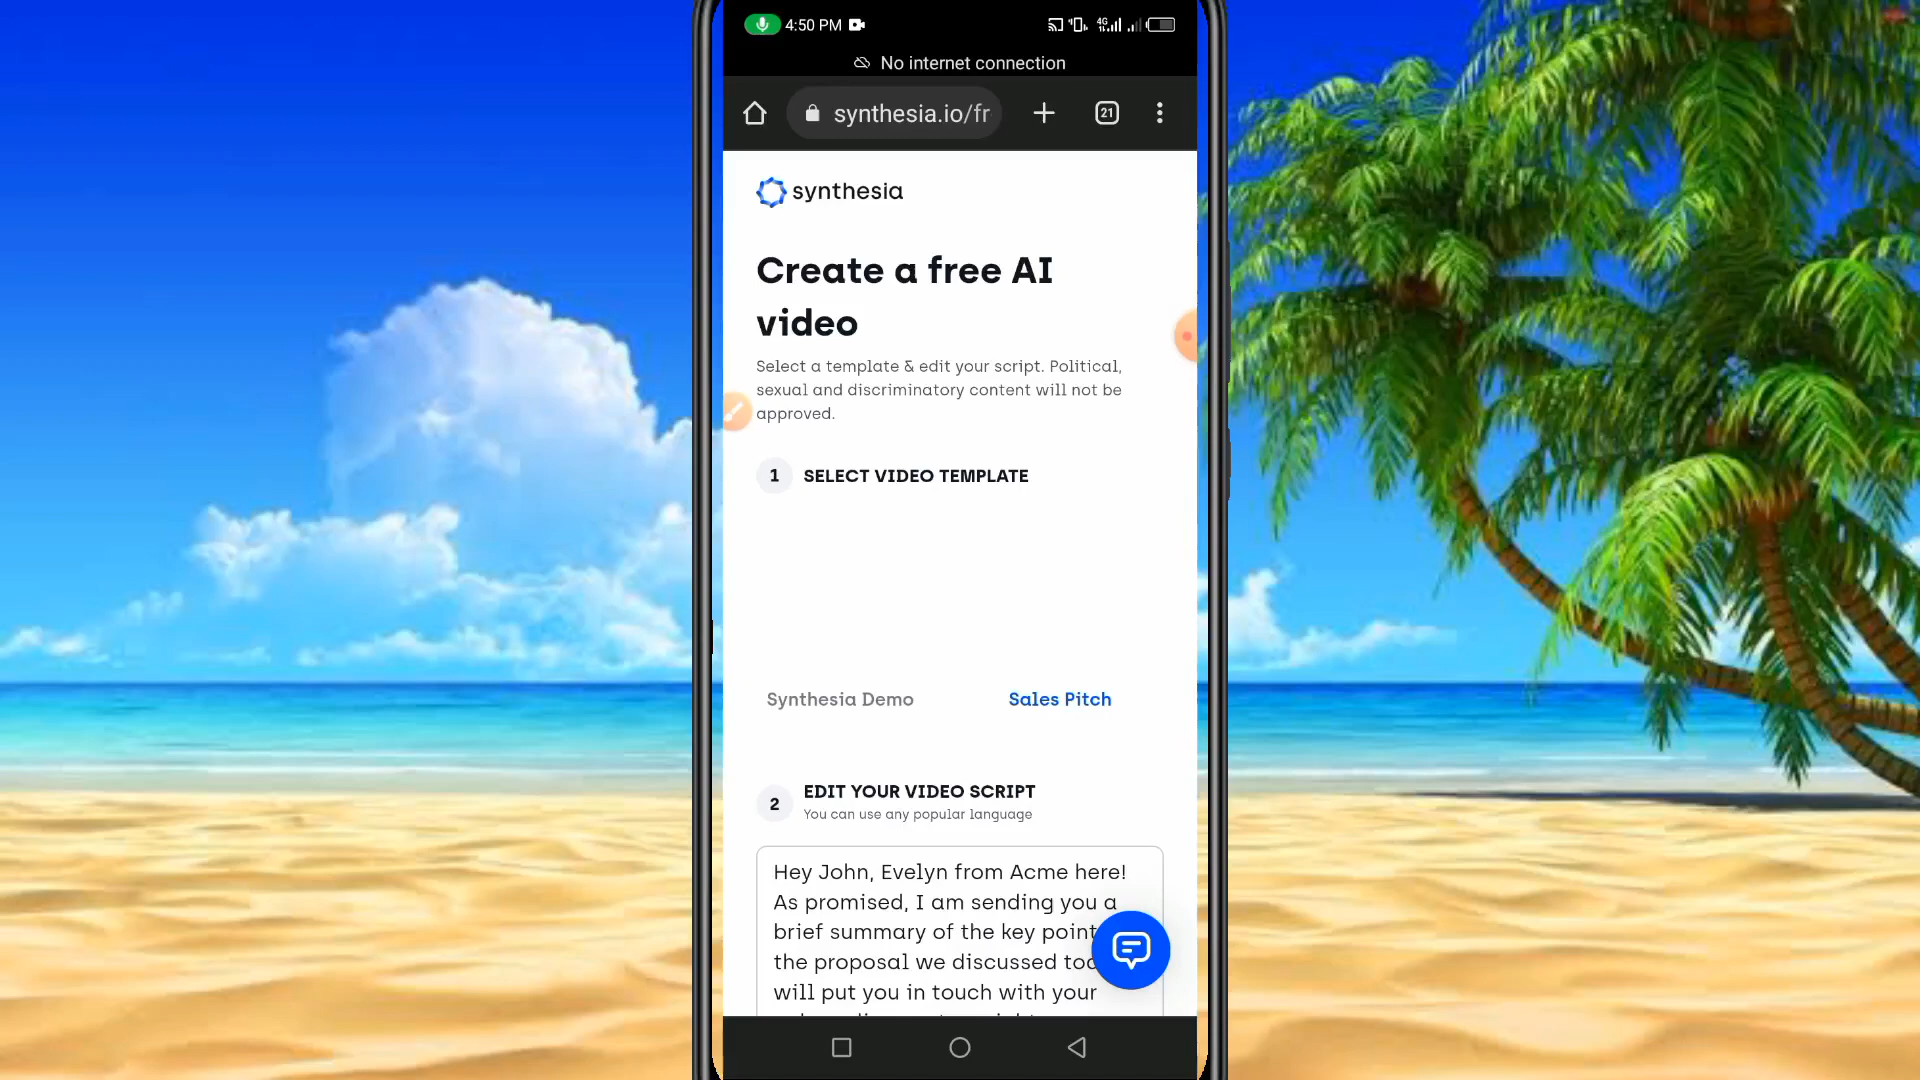 4:50 PM
4G
No internet connection
synthesia.io/fr
21
synthesia
Create a free AI
video
Select a template & edit your script. Political,
sexual and discriminatory content will not be
approved.
1 SELECT VIDEO TEMPLATE
Synthesia Demo
Sales Pitch
2 EDIT YOUR VIDEO SCRIPT
You can use any popular language
Hey John, Evelyn from Acme here!
As promised, I am sending you a
brief summary of the key point
the proposal we discussed to
will put you in touch with your